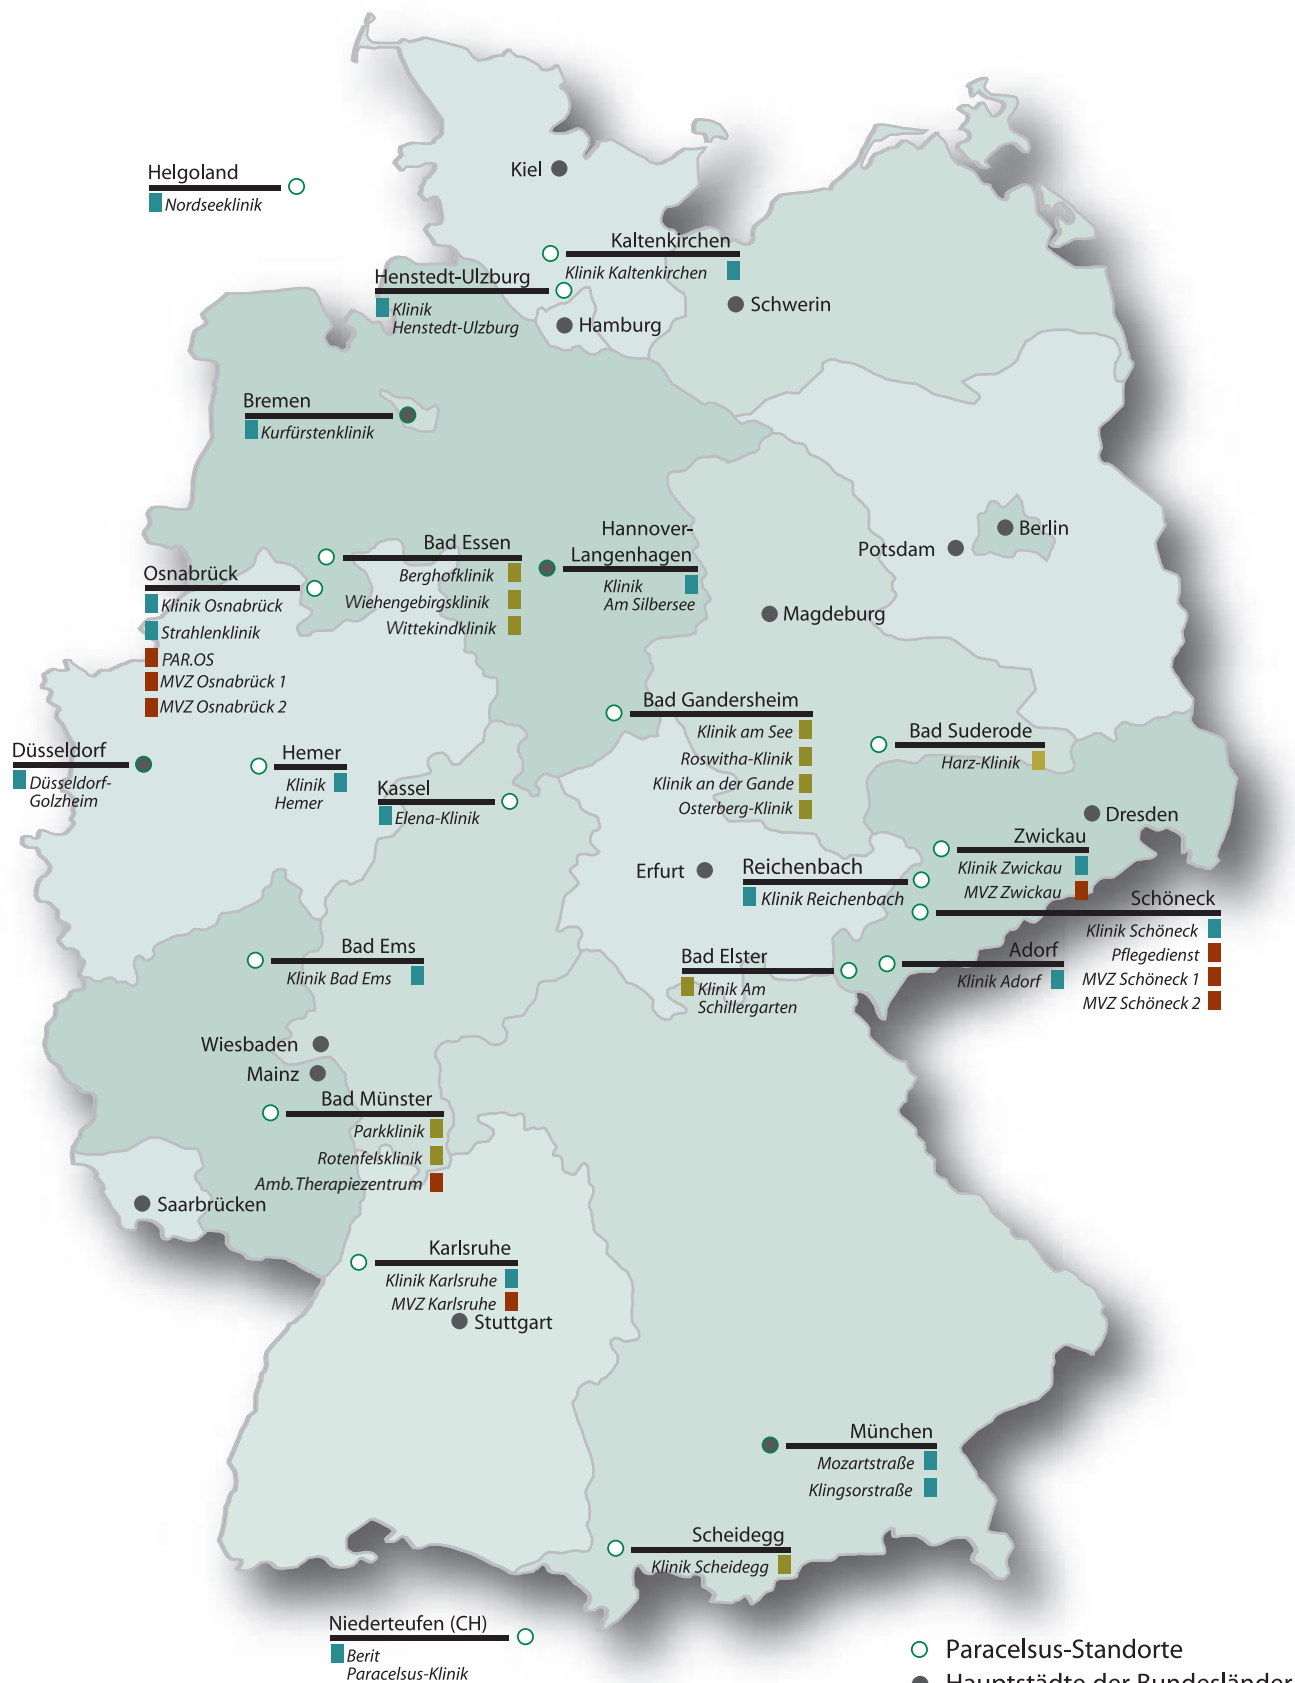 Kiel
Helgoland
Nordseeklinik
Kaltenkirchen
Klinik Kaltenkirchen
Henstedt-Ulzburg
Klinik
Henstedt-Ulzburg
Schwerin
Hamburg
Bremen
Kurfürstenklinik
Hannover-
Langenhagen
Klinik
Am Silbersee
Berlin
Potsdam
Bad Essen
Berghofklinik
Wiehengebirgsklinik
Wittekindklinik
Osnabrück
Klinik Osnabrück
Strahlenklinik
PAR.OS
MVZ Osnabrück 1
MVZ Osnabrück 2
Magdeburg
Bad Gandersheim
Klinik am See
Roswitha-Klinik
Klinik an der Gande
Osterberg-Klinik
Bad Suderode
Harz-Klinik
Düsseldorf
Düsseldorf-
Golzheim
Hemer
Klinik
Hemer
Kassel
Elena-Klinik
Dresden
Zwickau
Klinik Zwickau
MVZ Zwickau
Erfurt
Reichenbach
Klinik Reichenbach
Schöneck
Klinik Schöneck
Pflegedienst
MVZ Schöneck 1
MVZ Schöneck 2
Bad Ems
Klinik Bad Ems
Bad Elster
Klinik Am
Schillergarten
Adorf
Klinik Adorf
Wiesbaden
Mainz
Bad Münster
Parkklinik
Rotenfelsklinik
Amb. Therapiezentrum
Saarbrücken
Karlsruhe
Klinik Karlsruhe
MVZ Karlsruhe
Stuttgart
München
Mozartstraße
Klingsorstraße
Scheidegg
Klinik Scheidegg
Niederteufen (CH)
Berit
Paracelsus-Klinik
Paracelsus-Standorte
Hauptstädte der Bundesländer